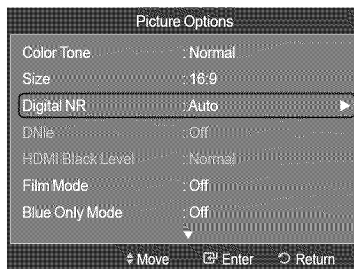 Picture Options
Color Tone : Normal
Size : 16:9
Digital NR : Auto
DNIe : Off
HDMI Black Level : Normal
Film Mode : Off
Blue Only Mode : Off
Move Enter Return